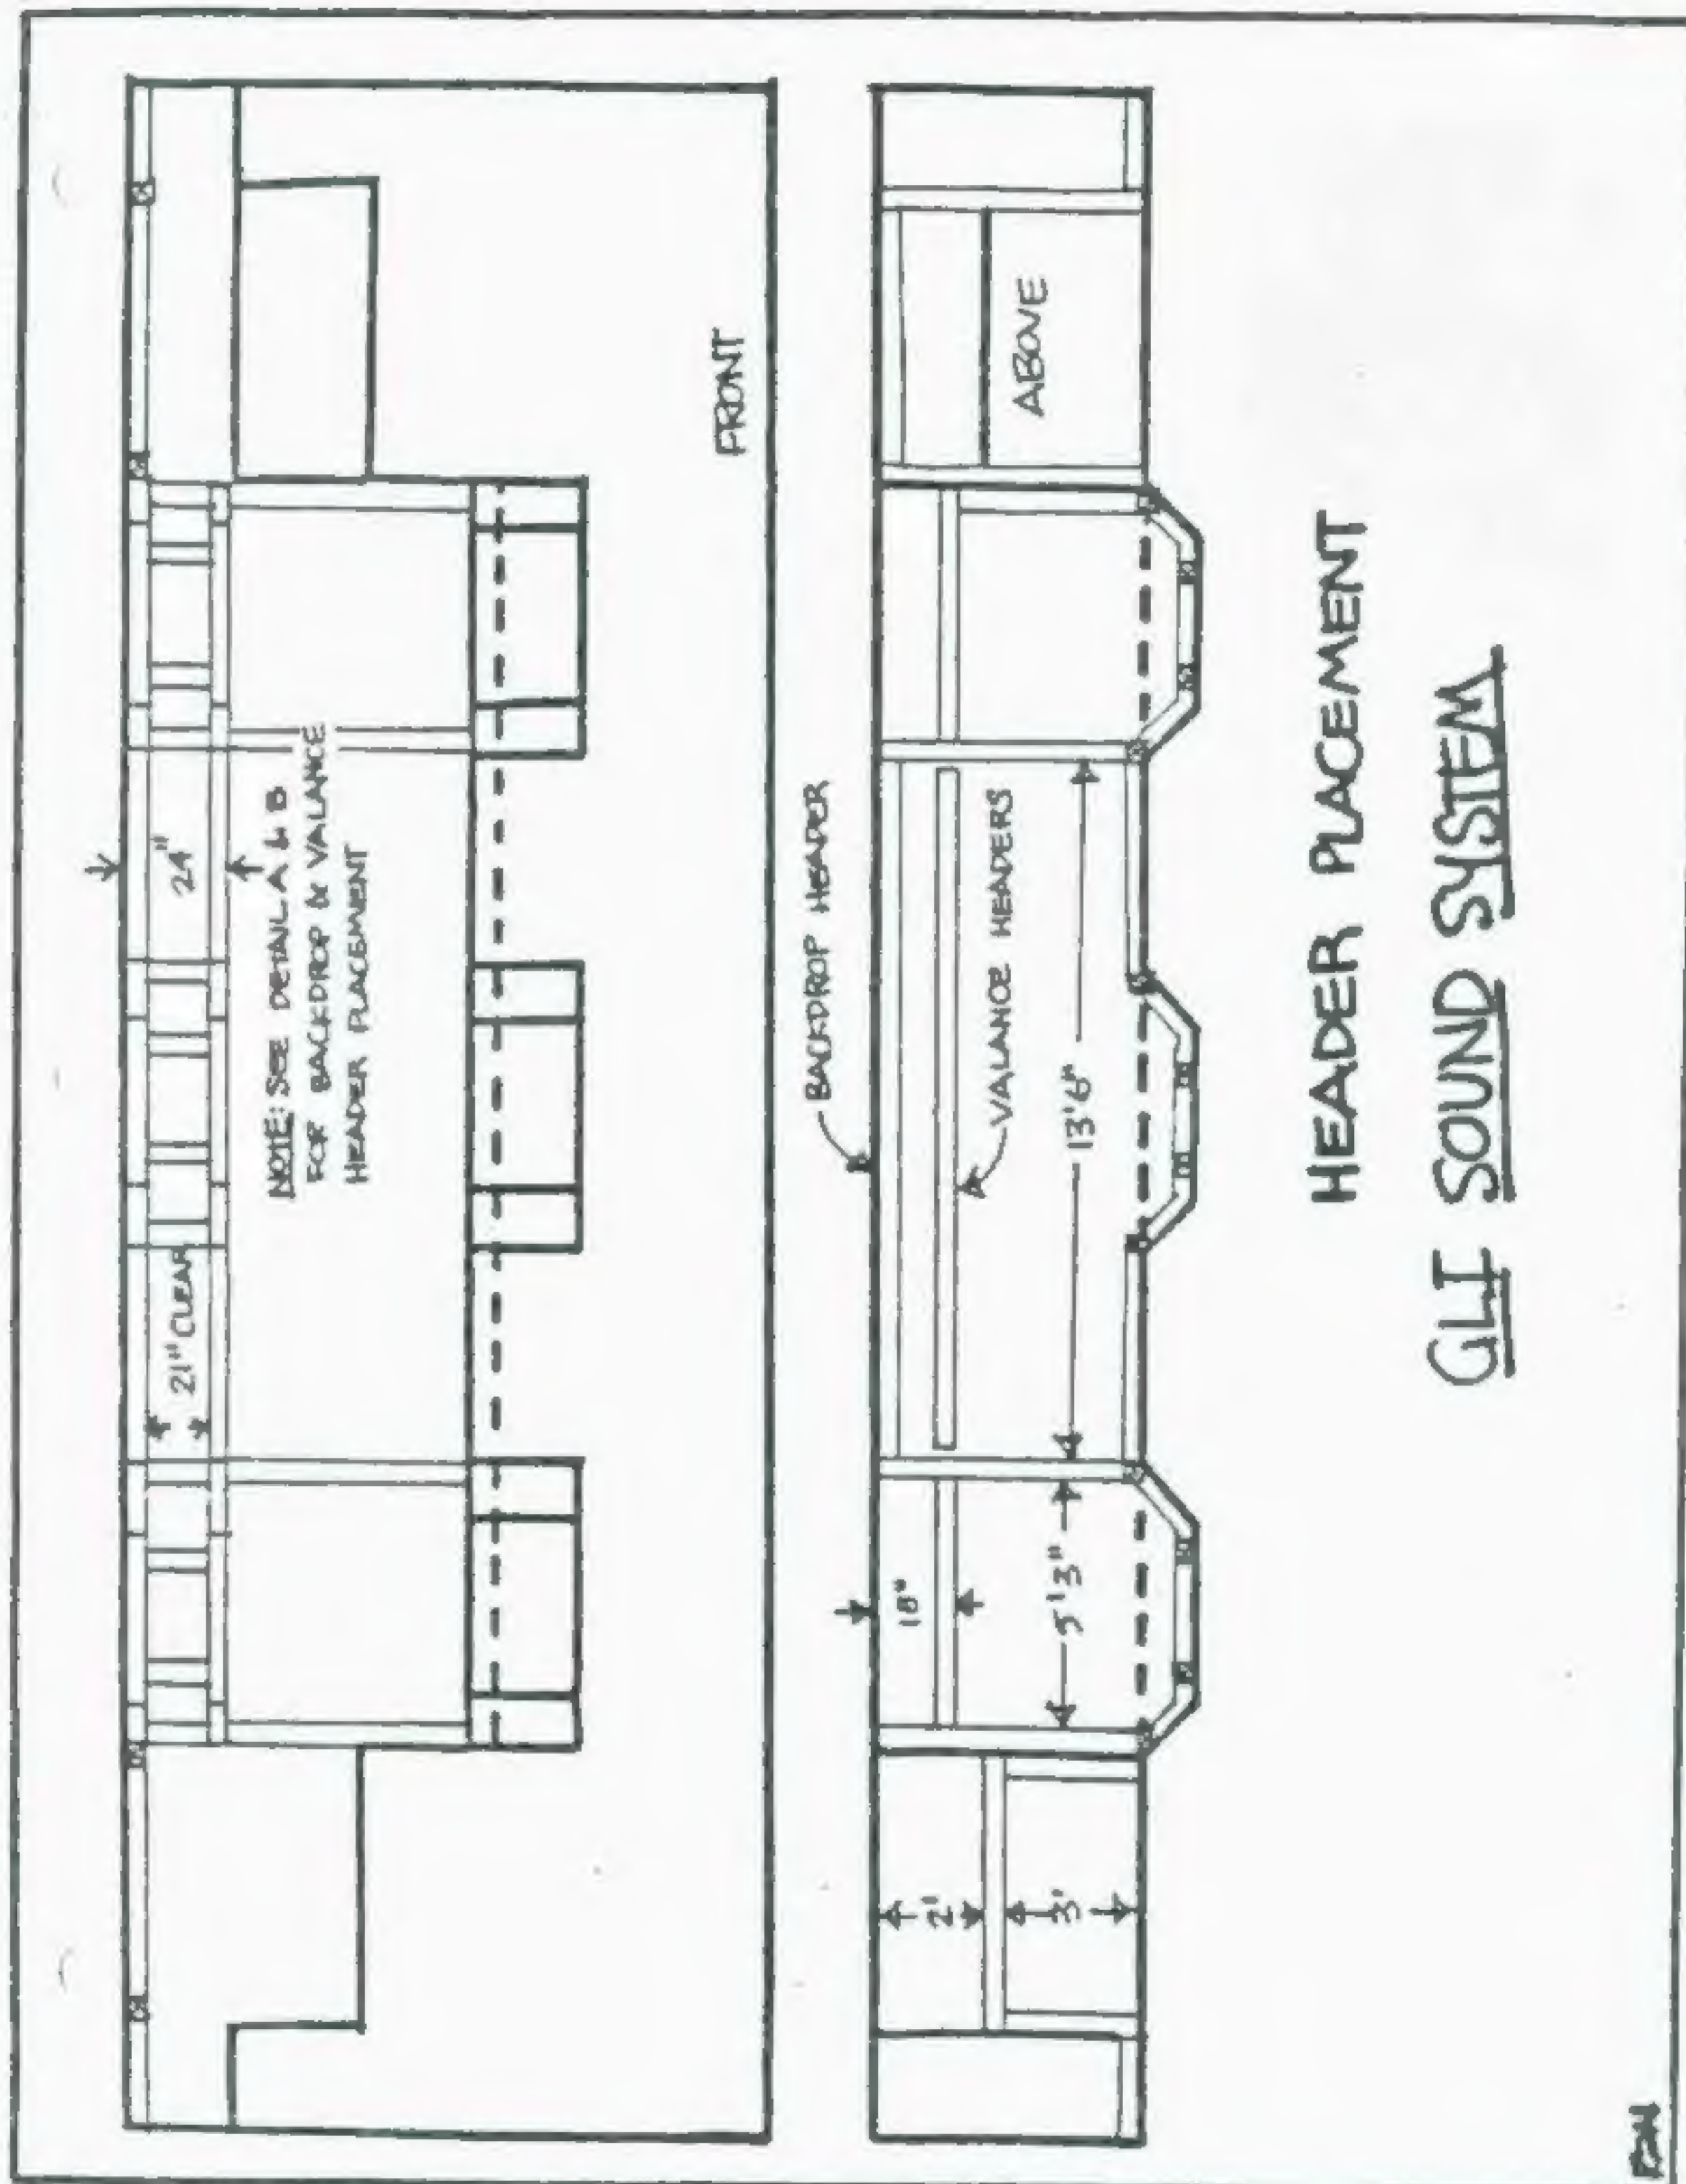 24"
21" CLEAR
NOTE: SEE DETAIL A & B
FOR BACKDROP & VALANCE
HEADER PLACEMENT
FRONT
BACKDROP HEADER
18"
VALANCE HEADERS
ABOVE
2'
3'
5'3"
13'6"
HEADER PLACEMENT
GLI SOUND SYSTEM